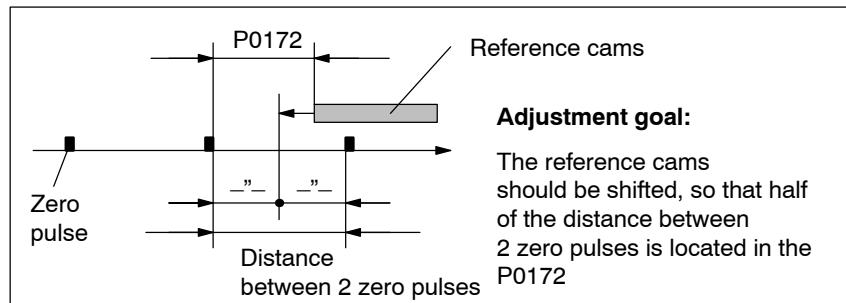 P0172
Reference cams
Adjustment goal:
The reference cams
should be shifted, so that half
of the distance between
2 zero pulses is located in the
P0172
Zero
pulse
_”_ _”_
Distance
between 2 zero pulses